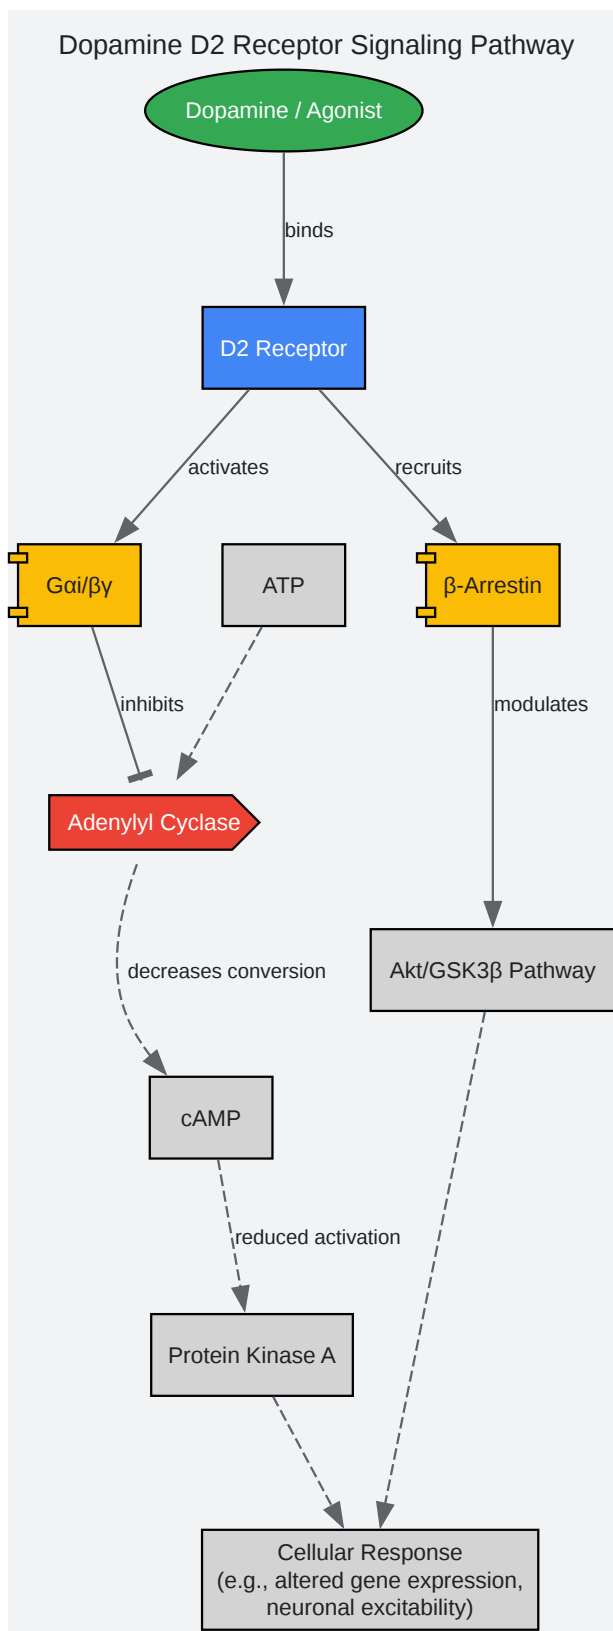 Dopamine D2 Receptor Signaling Pathway
Dopamine / Agonist
binds
D2 Receptor
activates
recruits
Gαi/βγ
ATP
β-Arrestin
inhibits
modulates
Adenylyl Cyclase
decreases conversion
Akt/GSK3β Pathway
cAMP
reduced activation
Protein Kinase A
Cellular Response
(e.g., altered gene expression,
neuronal excitability)